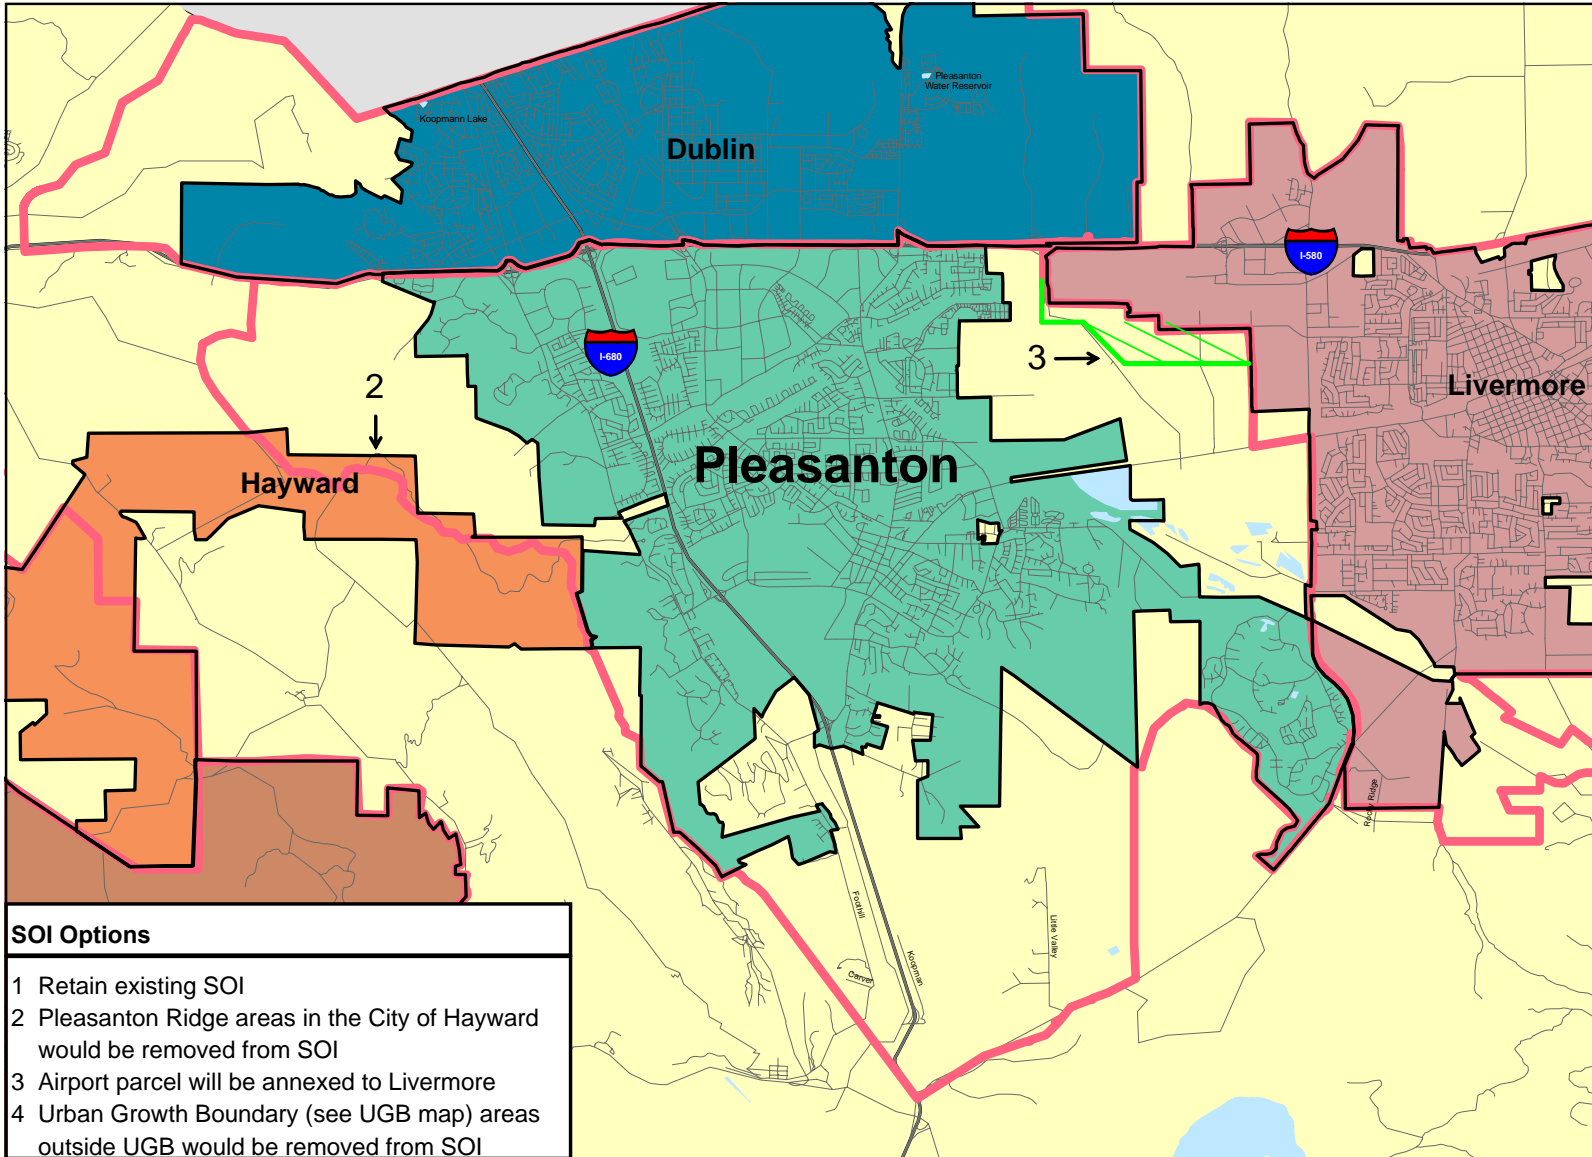 Pleasanton
Water Reservoir
Koopmann Lake
Dublin
I-580
I-680
3
Livermore
2
Pleasanton
Hayward
Rocky Ridge
Foothill
Little Valley
Koopman
Carver
SOI Options
1 Retain existing SOI
2 Pleasanton Ridge areas in the City of Hayward
would be removed from SOI
3 Airport parcel will be annexed to Livermore
4 Urban Growth Boundary (see UGB map) areas
outside UGB would be removed from SOI